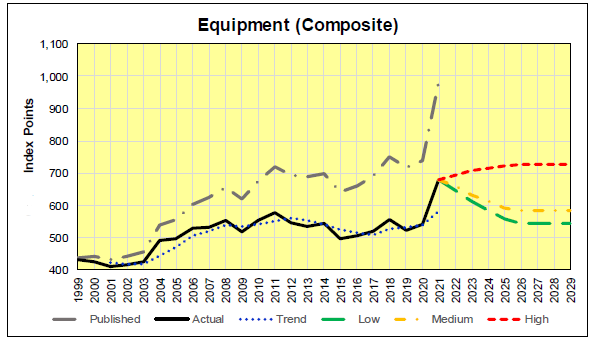 Equipment (Composite)
Index Points
1,100
1,000
900
800
700
600
500
400
1999 2000 2001 2002 2003 2004 2005 2006 2007 2008 2009 2010 2011 2012 2013 2014 2015 2016 2017 2018 2019 2020 2021 2022 2023 2024 2025 2026 2027 2028 2029
Published Actual Trend Low Medium High